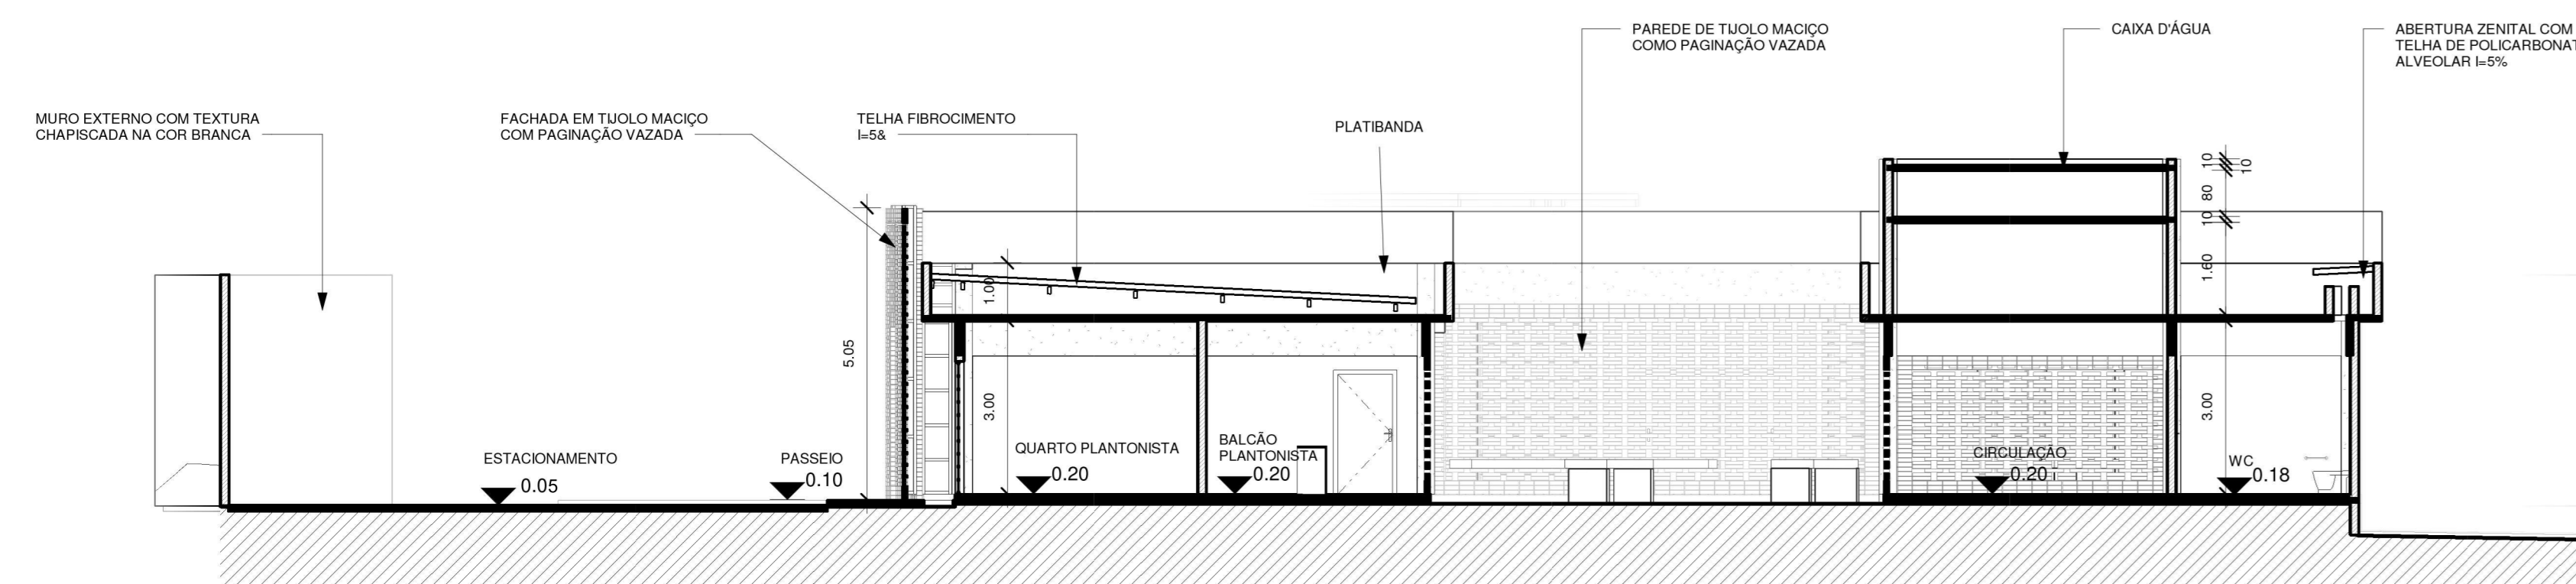 PAREDE DE TIJOLO MACIÇO
COMO PAGINAÇÃO VAZADA
CAIXA D'ÁGUA
ABERTURA ZENITAL COM
TELHA DE POLICARBONAT
ALVEOLAR I=5%
MURO EXTERNO COM TEXTURA
CHAPISCADA NA COR BRANCA
FACHADA EM TIJOLO MACIÇO
COM PAGINAÇÃO VAZADA
TELHA FIBROCIMENTO
I=5&
PLATIBANDA
10
10
80
10
1.60
1.00
5.05
3.00
3.00
ESTACIONAMENTO
0.05
PASSEIO
0.10
QUARTO PLANTONISTA
0.20
BALCÃO
PLANTONISTA
0.20
CIRCULAÇÃO
0.20
WC
0.18